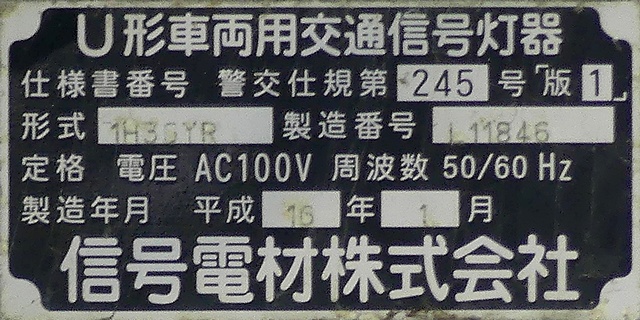 U形車両用交通信号灯器
仕様書番号 警交仕規第 245 号「版1」
形式 1H3GYR 製造番号 L11846
定格 電圧 AC100V 周波数 50/60 Hz
製造年月 平成 16 年 1 月
信号電材株式会社